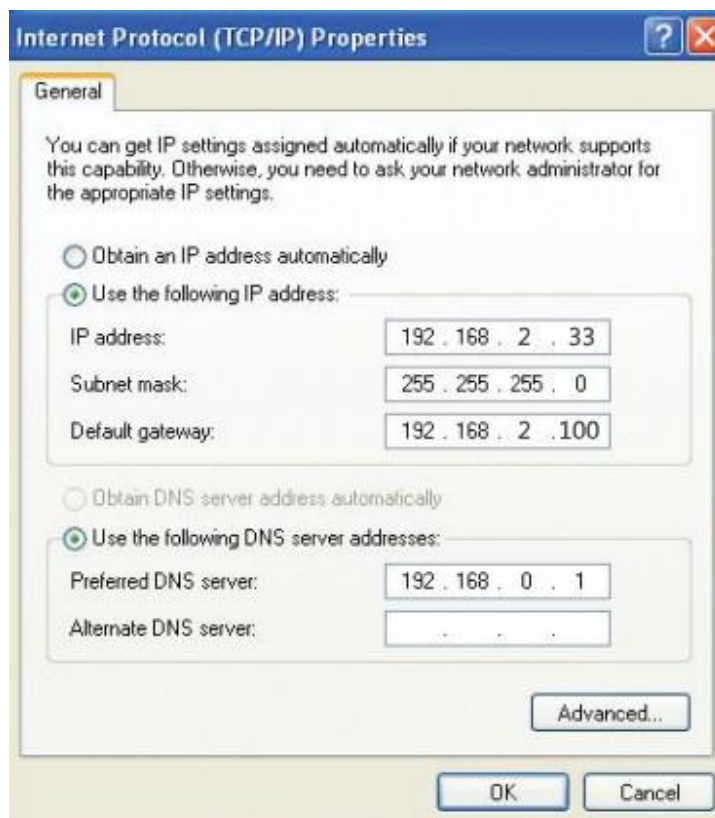 Internet Protocol (TCP/IP) Properties
?
General
You can get IP settings assigned automatically if your network supports
this capability. Otherwise, you need to ask your network administrator for
the appropriate IP settings.
Obtain an IP address automatically
Use the following IP address:
IP address: 192 . 168 . 2 . 33
Subnet mask: 255 . 255 . 255 . 0
Default gateway: 192 . 168 . 2 .100
Obtain DNS server address automatically
Use the following DNS server addresses:
Preferred DNS server: 192 . 168 . 0 . 1
Alternate DNS server: . . .
Advanced...
OK Cancel